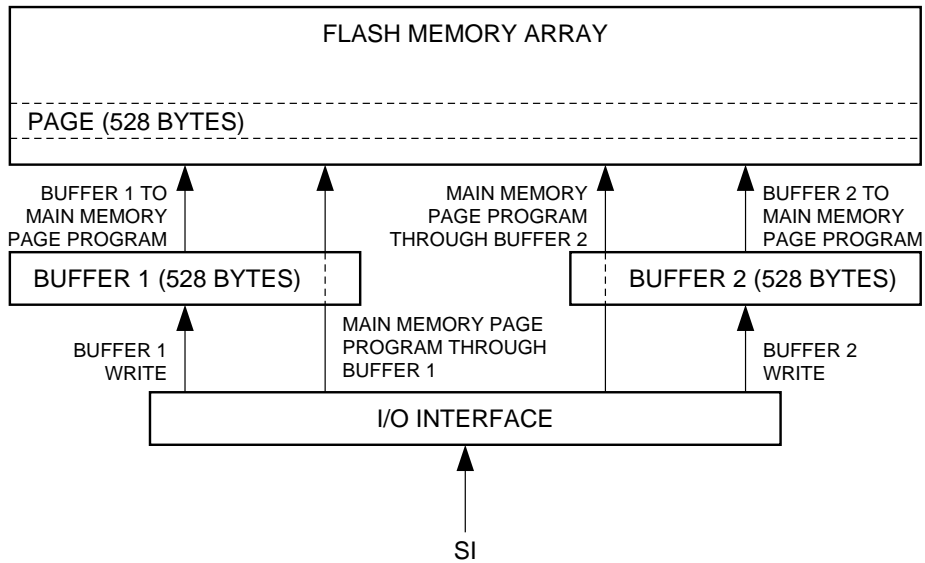 FLASH MEMORY ARRAY
PAGE (528 BYTES)
BUFFER 1 TO
MAIN MEMORY
PAGE PROGRAM
MAIN MEMORY
PAGE PROGRAM
THROUGH BUFFER 2
BUFFER 2 TO
MAIN MEMORY
PAGE PROGRAM
BUFFER 1 (528 BYTES)
BUFFER 2 (528 BYTES)
BUFFER 1
WRITE
MAIN MEMORY PAGE
PROGRAM THROUGH
BUFFER 1
BUFFER 2
WRITE
I/O INTERFACE
SI